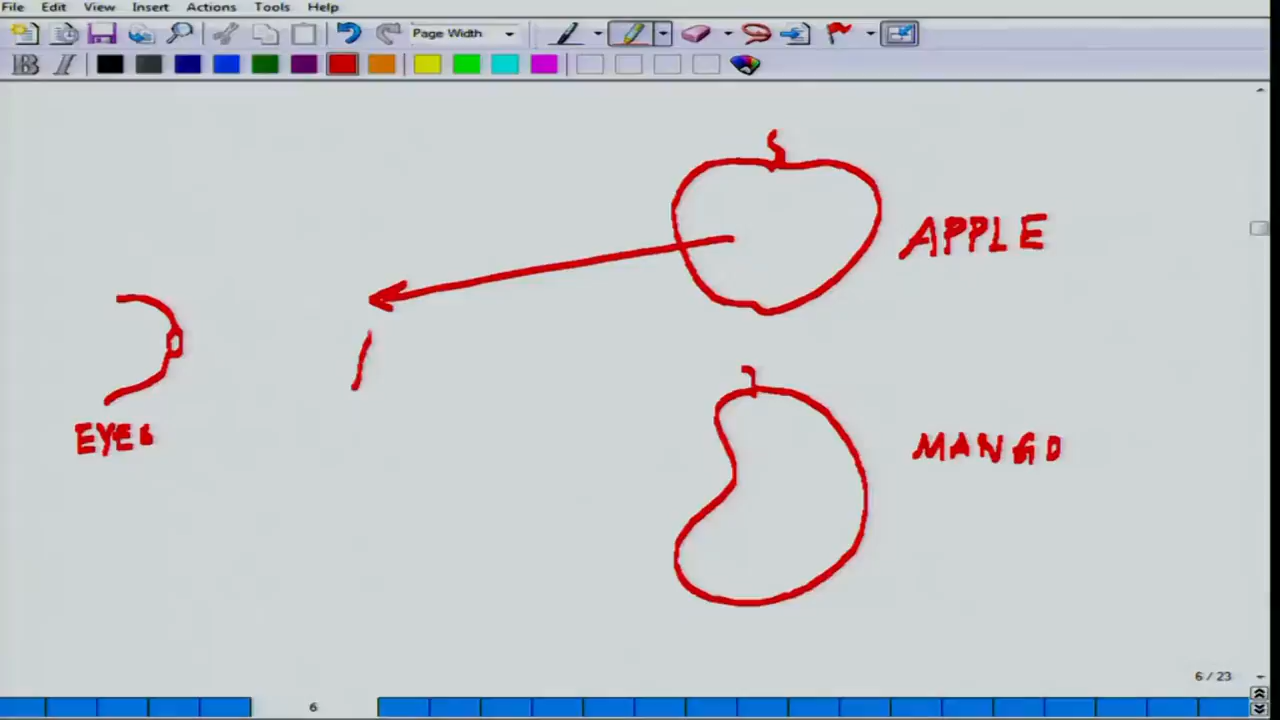 File Edit View Insert Actions Tools Help
Page Width
B I
APPLE
EYES
MANGO
6 / 23
6